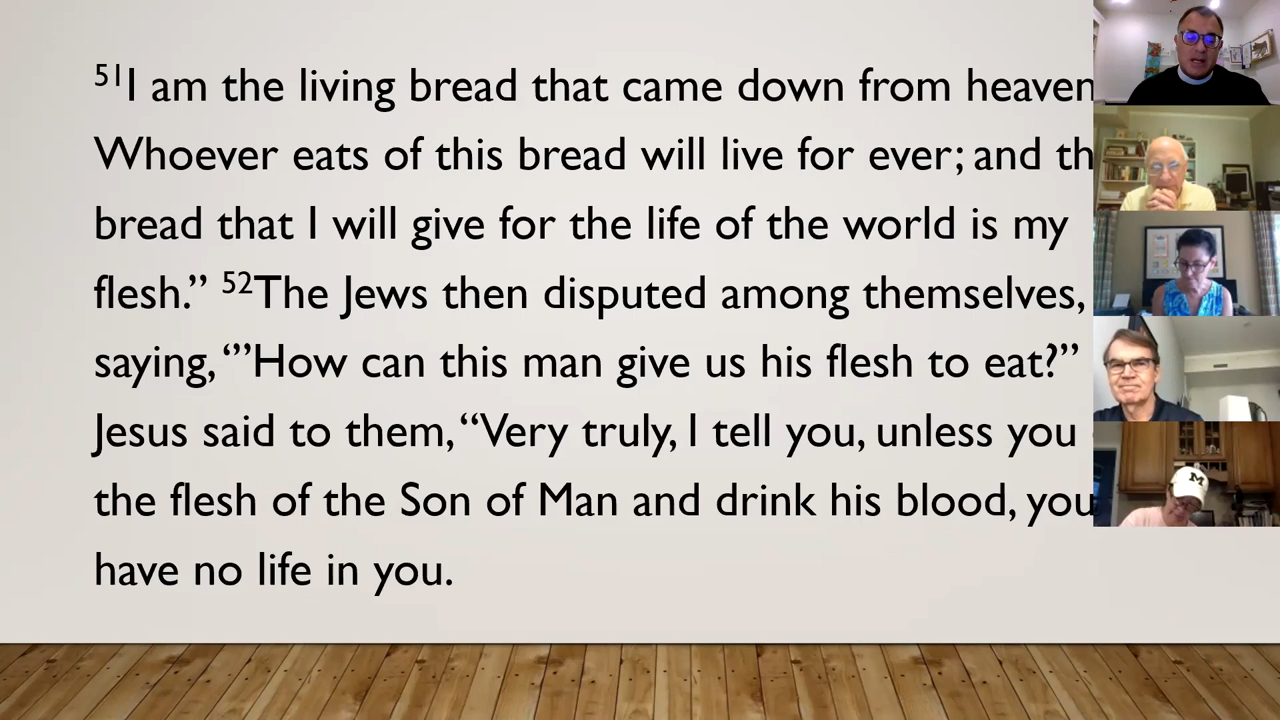 ⁵¹I am the living bread that came down from heaven
Whoever eats of this bread will live for ever; and
bread that I will give for the life of the world is my
flesh.” ⁵²The Jews then disputed among themselves,
saying, ‘”How can this man give us his flesh to eat?”
Jesus said to them, “Very truly, I tell you, unless you
the flesh of the Son of Man and drink his blood, you
have no life in you.
M